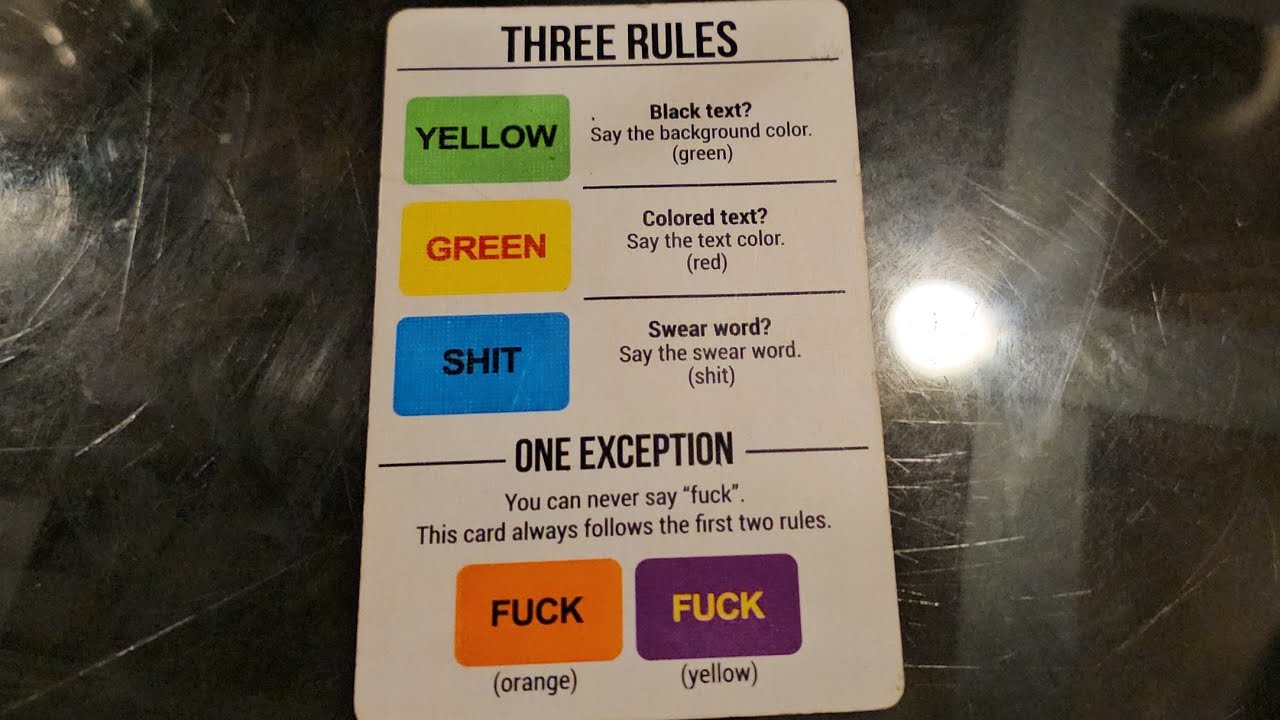 THREE RULES
YELLOW
Black text?
Say the background color.
(green)
GREEN
Colored text?
Say the text color.
(red)
SHIT
Swear word?
Say the swear word.
(shit)
ONE EXCEPTION
You can never say “fuck”.
This card always follows the first two rules.
FUCK
FUCK
(orange)
(yellow)